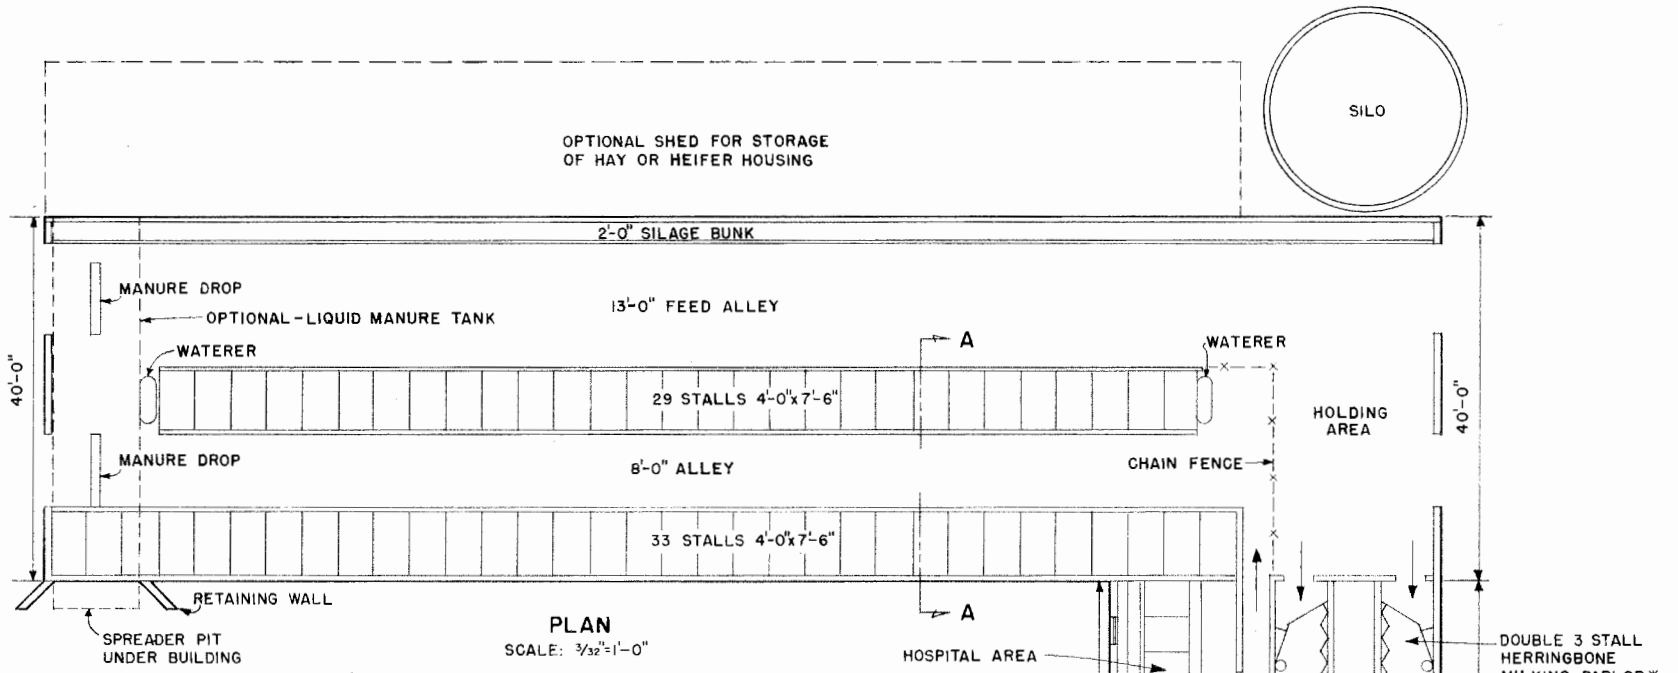 SILO
OPTIONAL SHED FOR STORAGE
OF HAY OR HEIFER HOUSING
2'-0" SILAGE BUNK
MANURE DROP
13'-0" FEED ALLEY
OPTIONAL-LIQUID MANURE TANK
A
WATERER
WATERER
40'-0"
29 STALLS 4'-0"x7'-6"
HOLDING
AREA
40'-0"
MANURE DROP
8'-0" ALLEY
CHAIN FENCE
33 STALLS 4'-0"x7'-6"
RETAINING WALL
A
PLAN
SCALE: 3/32"=1'-0"
SPREADER PIT
UNDER BUILDING
HOSPITAL AREA
DOUBLE 3 STALL
HERRINGBONE
MILKING PARLOR*